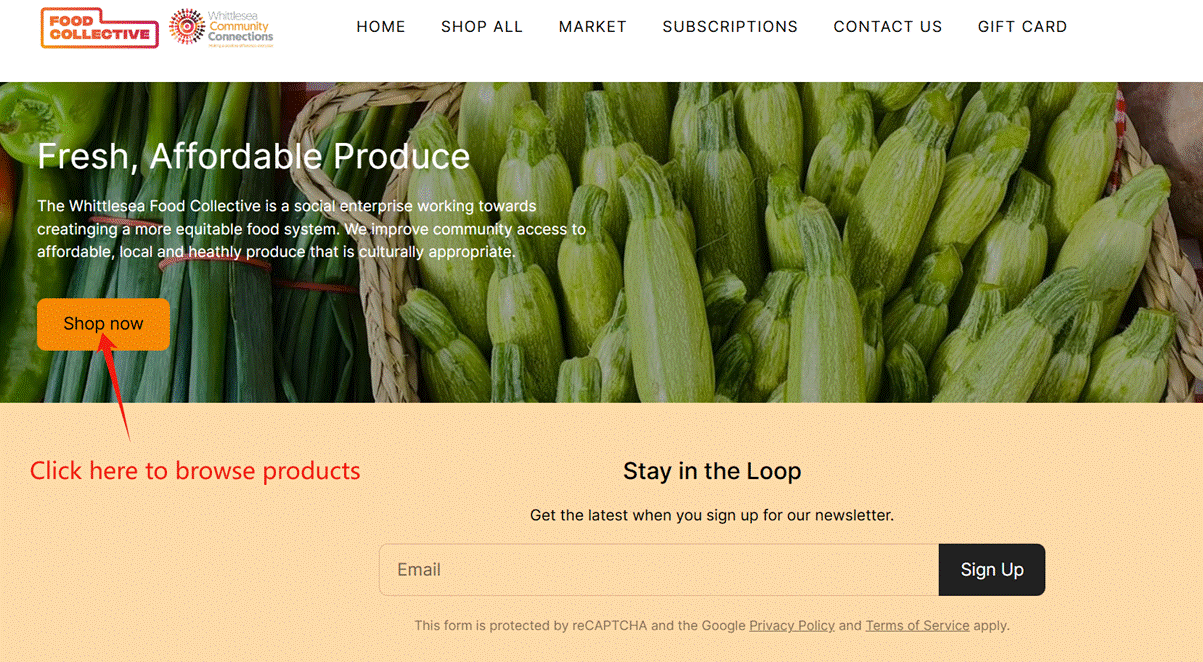 FOOD
COLLECTIVE
Whittlesea
Community
Connections
HOME
SHOP ALL
MARKET
SUBSCRIPTIONS
CONTACT US
GIFT CARD
Fresh, Affordable Produce
The Whittlesea Food Collective is a social enterprise working towards
creatinging a more equitable food system. We improve community access to
affordable, local and heathly produce that is culturally appropriate.
Shop now
Click here to browse products
Stay in the Loop
Get the latest when you sign up for our newsletter.
Email
Sign Up
This form is protected by reCAPTCHA and the Google Privacy Policy and Terms of Service apply.